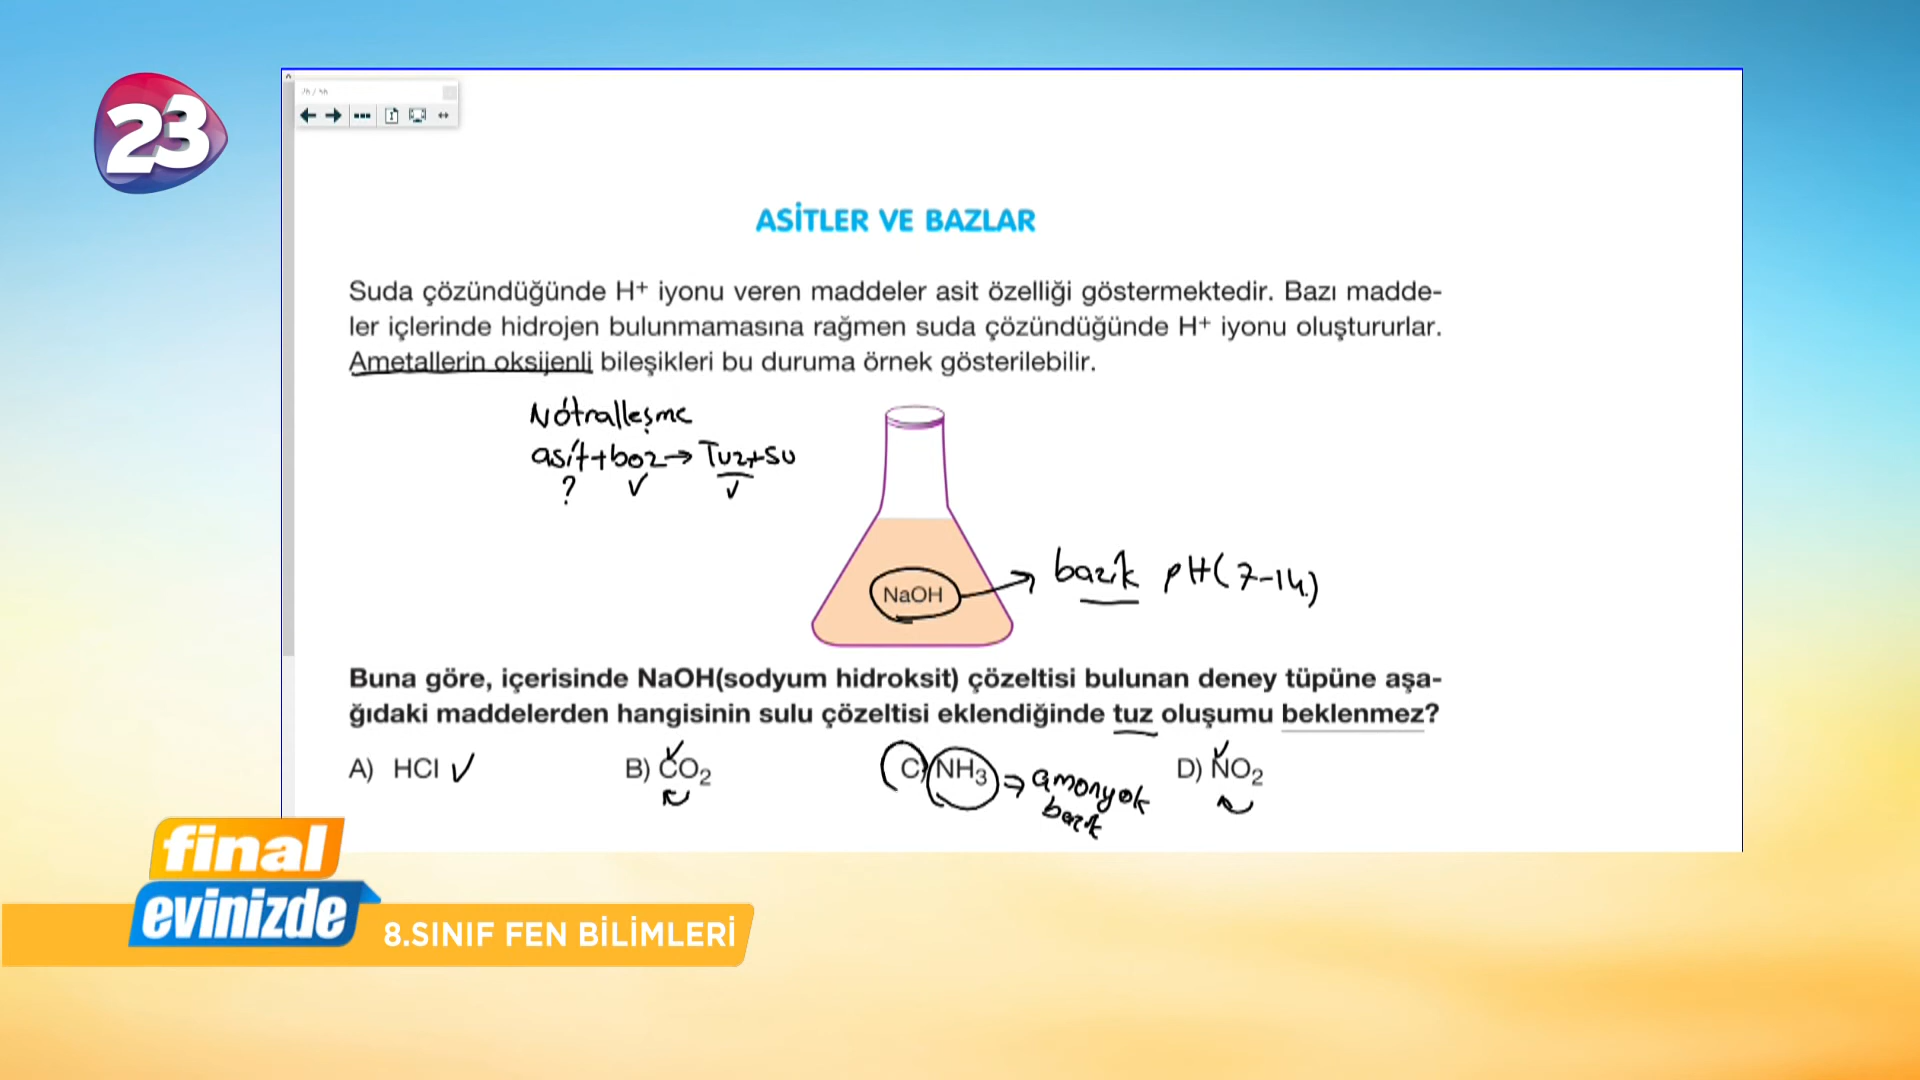 23
ASİTLER VE BAZLAR
Suda çözündüğünde H+ iyonu veren maddeler asit özelliği göstermektedir. Bazı madde-
ler içlerinde hidrojen bulunmamasına rağmen suda çözündüğünde H+ iyonu oluştururlar.
Ametallerin oksijenli bileşikleri bu duruma örnek gösterilebilir.
Nötralleşme
asit+baz→Tuz+su
?
NaOH
bazik pH(7-14)
Buna göre, içerisinde NaOH(sodyum hidroksit) çözeltisi bulunan deney tüpüne aşa-
ğıdaki maddelerden hangisinin sulu çözeltisi eklendiğinde tuz oluşumu beklenmez?
A) HCI ✓ B) CO2 C) NH3 ⇒ amonyak D) NO2
bazik
final
evinizde
8.SINIF FEN BİLİMLERİ